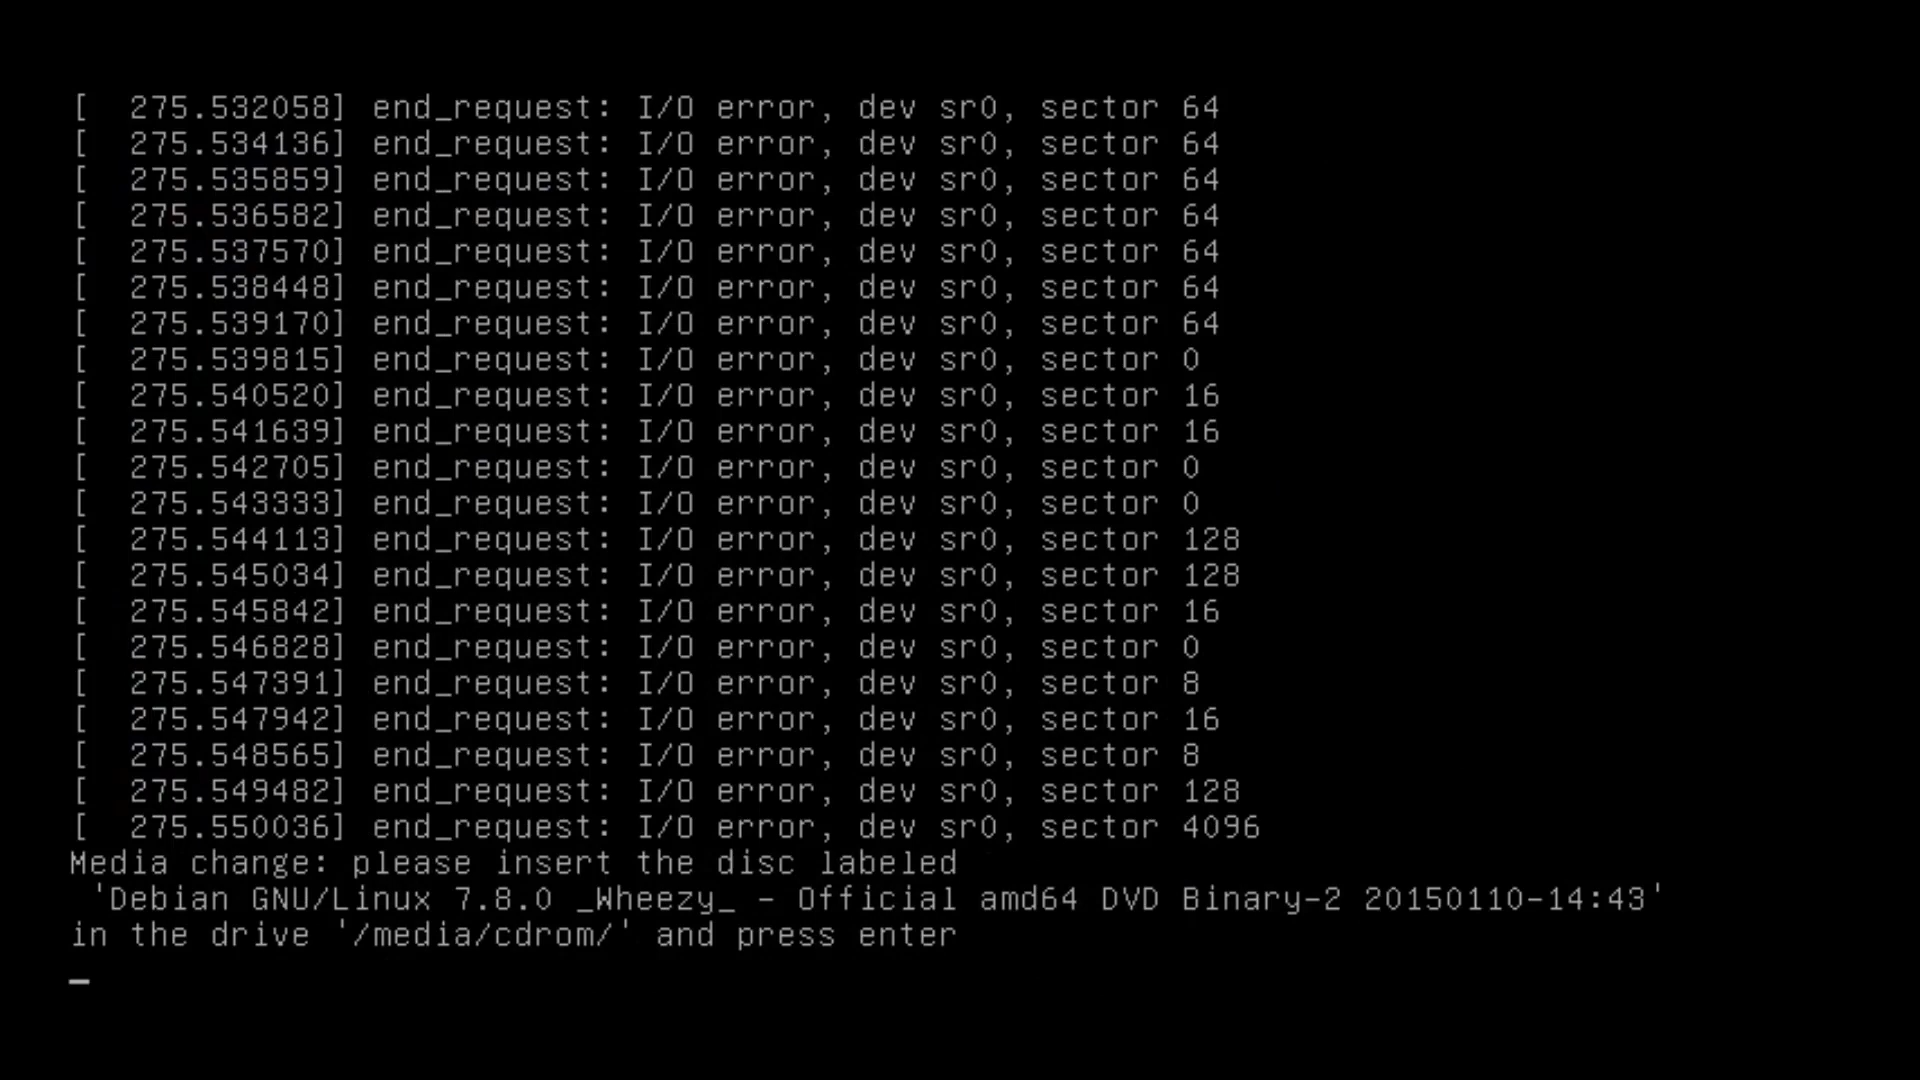 [  275.532058] end_request: I/O error, dev sr0, sector 64
[  275.534136] end_request: I/O error, dev sr0, sector 64
[  275.535859] end_request: I/O error, dev sr0, sector 64
[  275.536582] end_request: I/O error, dev sr0, sector 64
[  275.537570] end_request: I/O error, dev sr0, sector 64
[  275.538448] end_request: I/O error, dev sr0, sector 64
[  275.539170] end_request: I/O error, dev sr0, sector 64
[  275.539815] end_request: I/O error, dev sr0, sector 0
[  275.540520] end_request: I/O error, dev sr0, sector 16
[  275.541639] end_request: I/O error, dev sr0, sector 16
[  275.542705] end_request: I/O error, dev sr0, sector 0
[  275.543333] end_request: I/O error, dev sr0, sector 0
[  275.544113] end_request: I/O error, dev sr0, sector 128
[  275.545034] end_request: I/O error, dev sr0, sector 128
[  275.545842] end_request: I/O error, dev sr0, sector 16
[  275.546828] end_request: I/O error, dev sr0, sector 0
[  275.547391] end_request: I/O error, dev sr0, sector 8
[  275.547942] end_request: I/O error, dev sr0, sector 16
[  275.548565] end_request: I/O error, dev sr0, sector 8
[  275.549482] end_request: I/O error, dev sr0, sector 128
[  275.550036] end_request: I/O error, dev sr0, sector 4096
Media change: please insert the disc labeled
 'Debian GNU/Linux 7.8.0 _Wheezy_ - Official amd64 DVD Binary-2 20150110-14:43'
in the drive '/media/cdrom/' and press enter